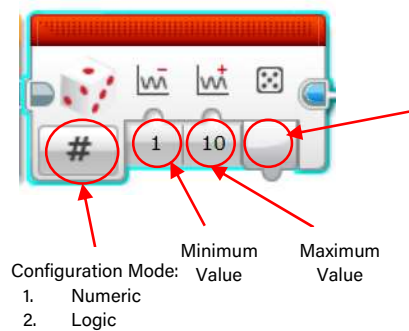 #
1
10
Minimum
Value
Maximum
Value
Configuration Mode:
1. Numeric
2. Logic